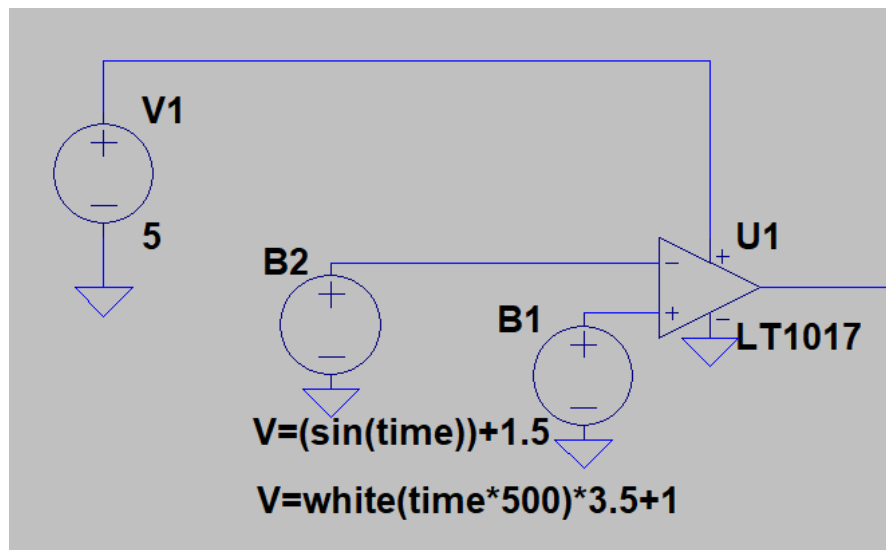 V1
5
B2
B1
U1
LT1017
V=(sin(time))+1.5
V=white(time*500)*3.5+1